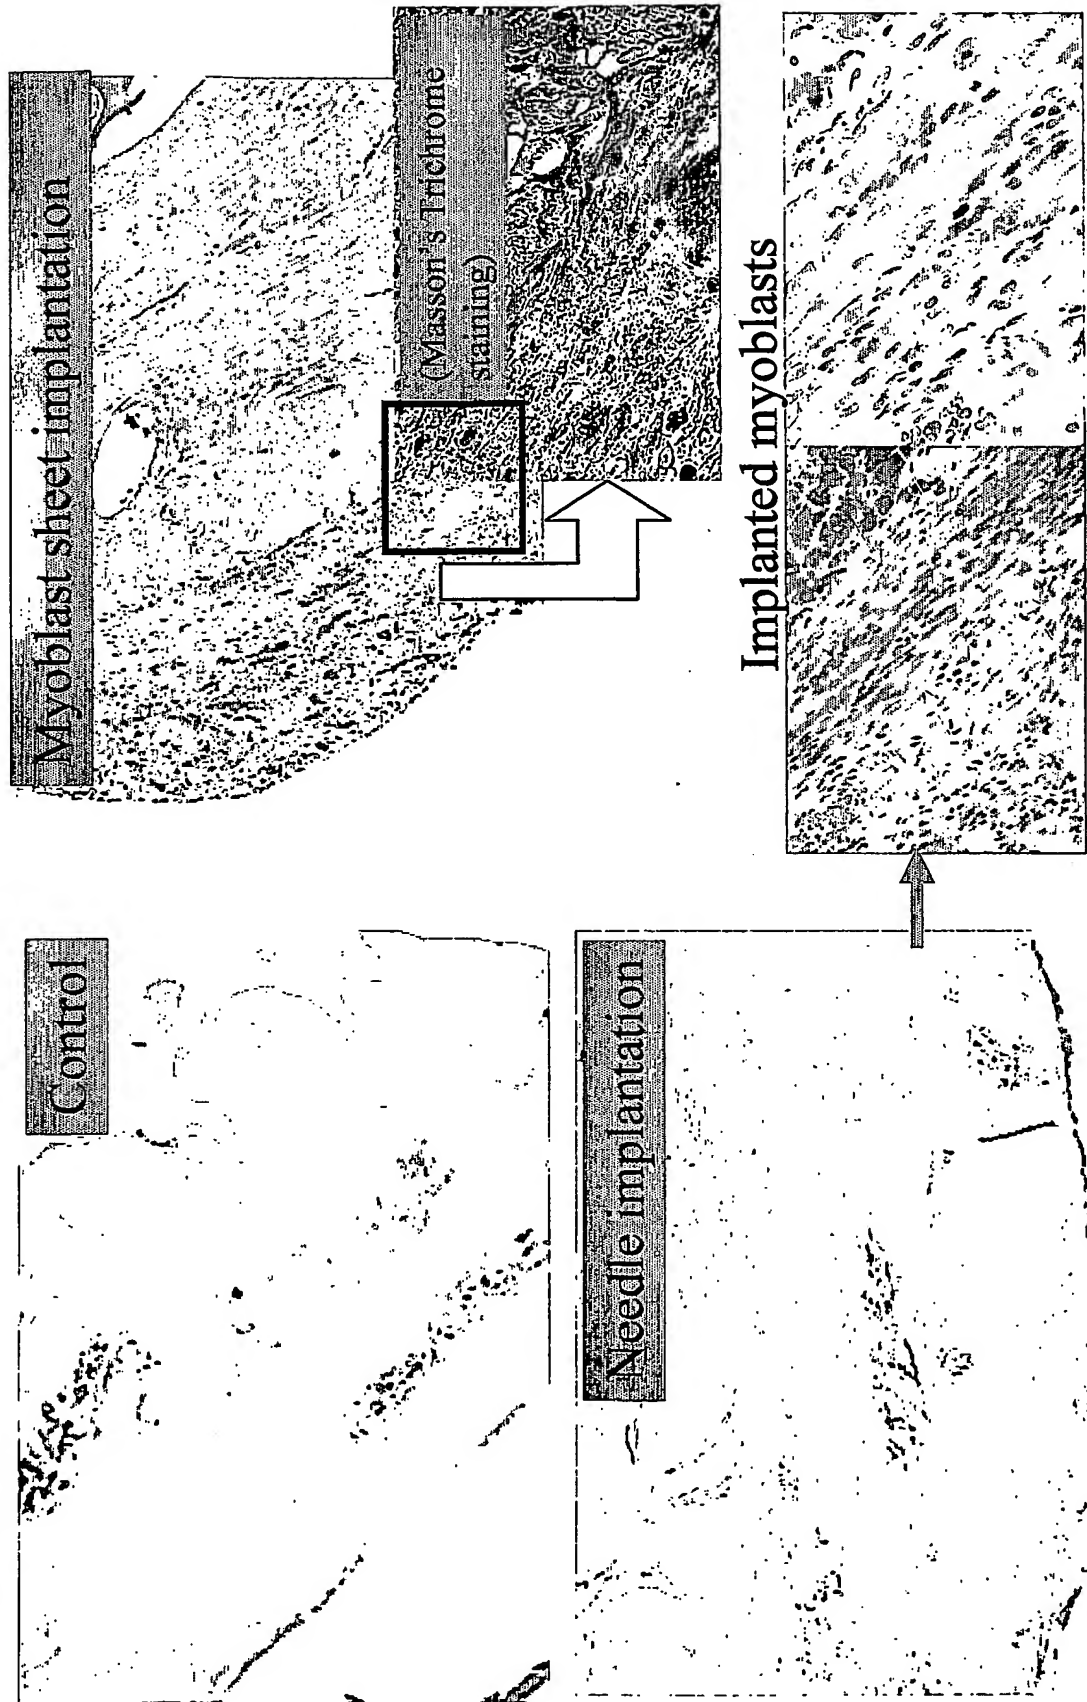 Control
Myoblast sheet implantation
(Masson's Trichrome
staining)
Needle implantation
Implanted myoblasts